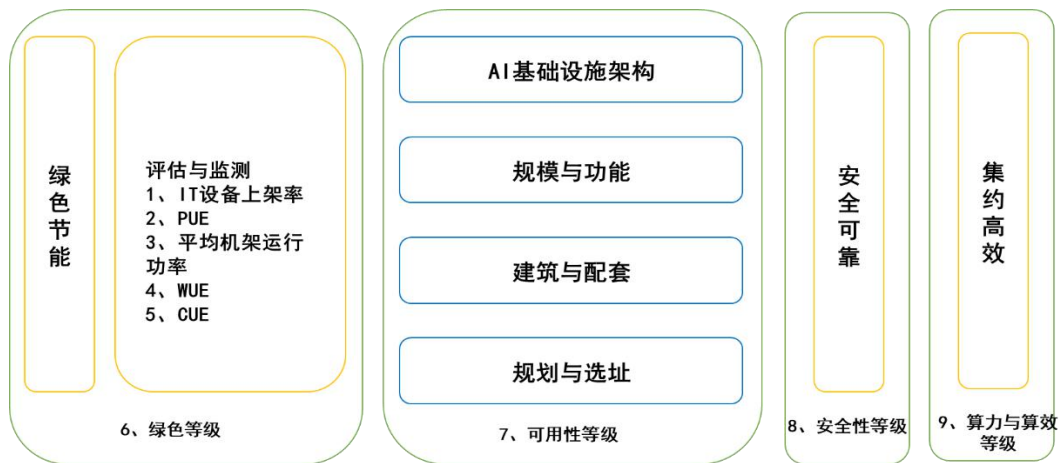 绿色节能
评估与监测
1、IT设备上架率
2、PUE
3、平均机架运行
功率
4、WUE
5、CUE
6、绿色等级
AI基础设施架构
规模与功能
建筑与配套
规划与选址
7、可用性等级
安全可靠
8、安全性等级
集约高效
9、算力与算效
等级